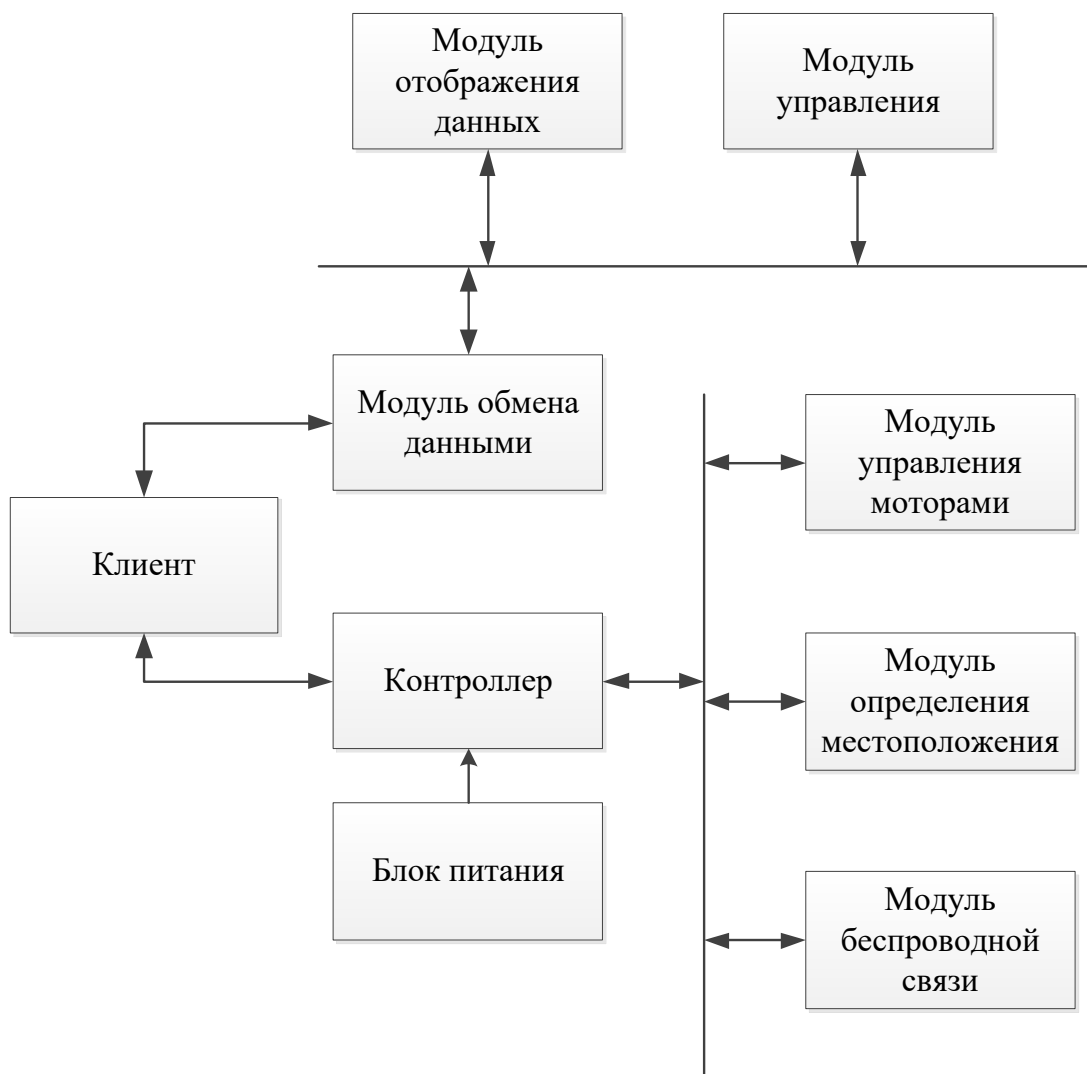 Модуль
отображения
данных
Модуль
управления
Модуль обмена
данными
Модуль
управления
моторами
Клиент
Контроллер
Модуль
определения
местоположения
Блок питания
Модуль
беспроводной
связи